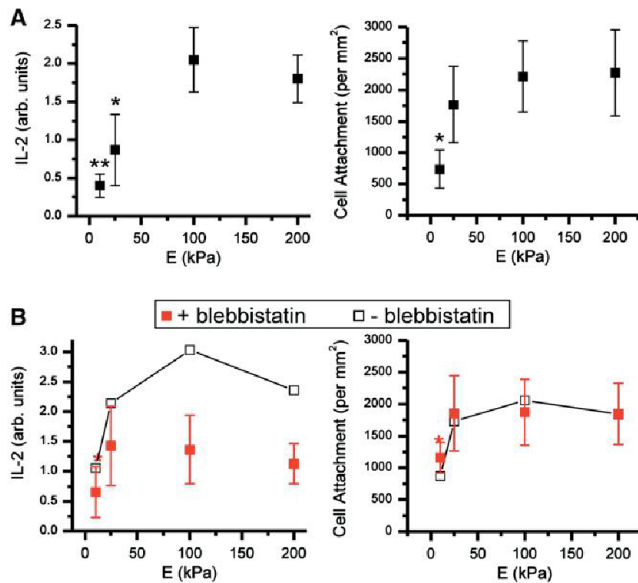 A
IL-2 (arb. units)
2.5
2.0
1.5
1.0
0.5
0.0
**
*
0 50 100 150 200
E (kPa)
Cell Attachment (per mm²)
3000
2500
2000
1500
1000
500
0
*
0 50 100 150 200
E (kPa)
B
+ blebbistatin - blebbistatin
IL-2 (arb. units)
3.0
2.5
2.0
1.5
1.0
0.5
0.0
*
0 50 100 150 200
E (kPa)
Cell Attachment (per mm²)
3000
2500
2000
1500
1000
500
0
*
0 50 100 150 200
E (kPa)